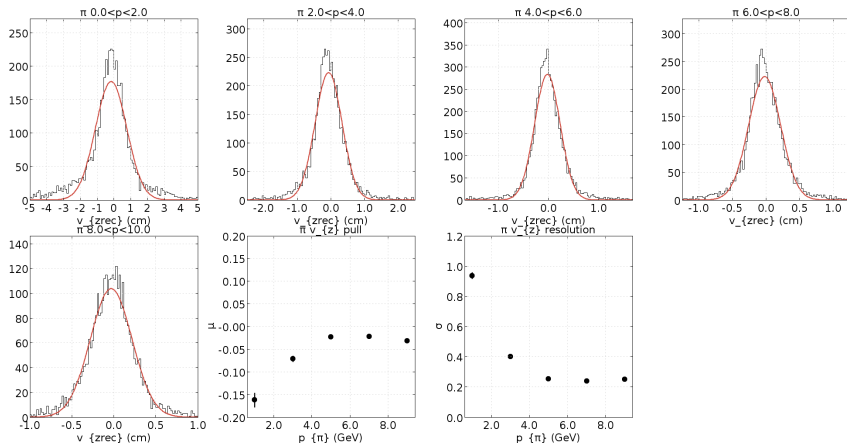 π 0.0<p<2.0
250
200
150
100
50
0
-5 -4 -3 -2 -1 0 1 2 3 4 5
v_{zrec} (cm)
π 2.0<p<4.0
300
250
200
150
100
50
0
-2.0 -1.0 0.0 1.0 2.0
v_{zrec} (cm)
π 4.0<p<6.0
400
350
300
250
200
150
100
50
0
-1.0 0.0 1.0
v_{zrec} (cm)
π 6.0<p<8.0
300
250
200
150
100
50
0
-1.0 -0.5 0.0 0.5 1.0
v_{zrec} (cm)
π 8.0<p<10.0
140
120
100
80
60
40
20
0
-1.0 -0.5 0.0 0.5 1.0
v_{zrec} (cm)
π v_{z} pull
0.20
0.15
0.10
0.05
-0.00
-0.05
-0.10
-0.15
-0.20
μ
2.0 4.0 6.0 8.0
p_{π} (GeV)
π v_{z} resolution
1.2
1.0
0.8
0.6
0.4
0.2
0.0
σ
2.0 4.0 6.0 8.0
p_{π} (GeV)